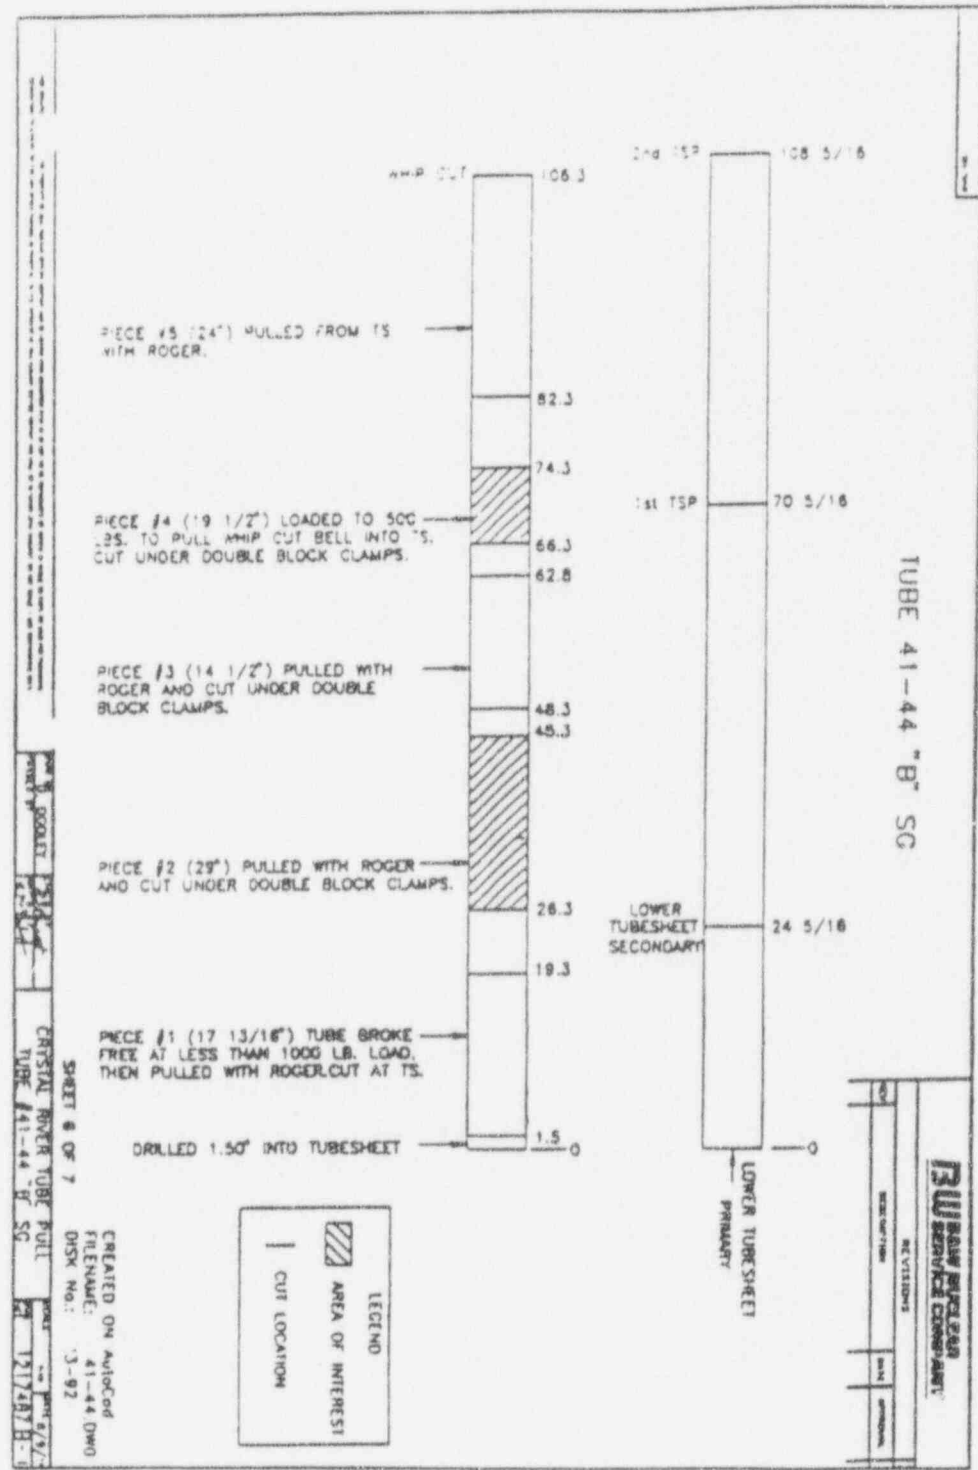 TUBE 41-44 "B" SG
WHIP CUT
106.3
82.3
74.3
66.3
62.8
48.3
45.3
26.3
19.3
1.5
0
PIECE #5 (24") PULLED FROM TS
WITH ROGER.
PIECE #4 (19 1/2") LOADED TO 500
LBS. TO PULL WHIP CUT BELL INTO TS.
CUT UNDER DOUBLE BLOCK CLAMPS.
PIECE #3 (14 1/2") PULLED WITH
ROGER AND CUT UNDER DOUBLE
BLOCK CLAMPS.
PIECE #2 (29") PULLED WITH ROGER
AND CUT UNDER DOUBLE BLOCK CLAMPS.
PIECE #1 (17 13/16") TUBE BROKE
FREE AT LESS THAN 1000 LB. LOAD,
THEN PULLED WITH ROGER.CUT AT TS.
DRILLED 1.50" INTO TUBESHEET
2nd TSP
108 5/16
1st TSP
70 5/16
LOWER
TUBESHEET
SECONDARY
24 5/16
0
LOWER TUBESHEET
PRIMARY
LEGEND
AREA OF INTEREST
CUT LOCATION
CREATED ON AutoCad
FILENAME: 41-44.DWG
DISK No.: 3-92
SHEET 6 OF 7
CRYSTAL RIVER TUBE PULL
TUBE #41-44 "B" SG
D. DOOLEY
B&W NUCLEAR
SERVICE COMPANY
REVISIONS
REV
DESCRIPTION
DATE
APPROVAL